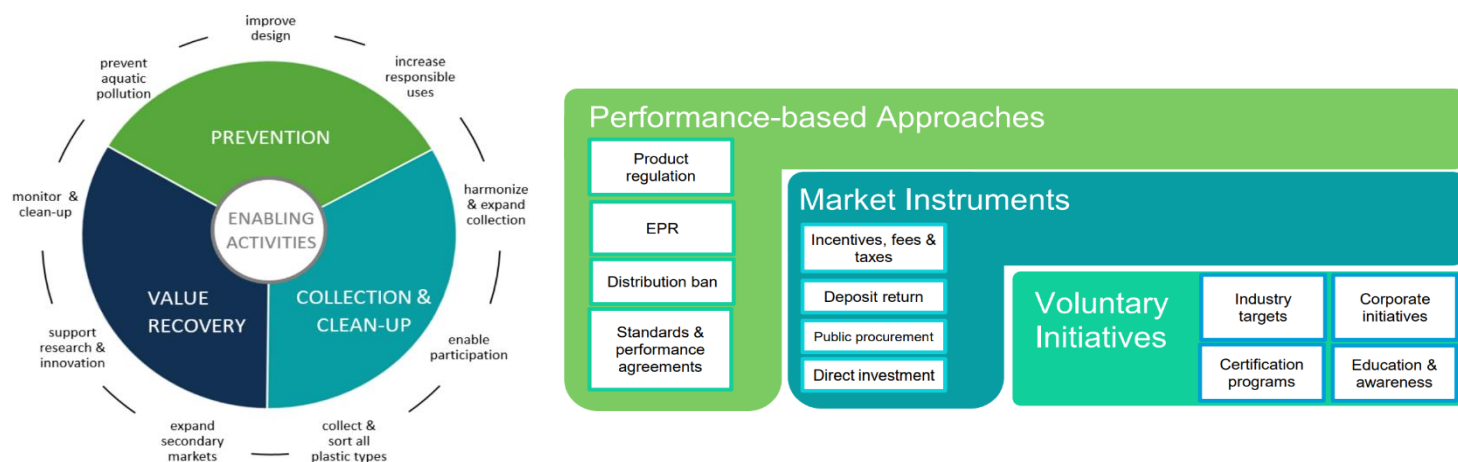 improve
design
increase
responsible
uses
harmonize
& expand
collection
enable
participation
collect &
sort all
plastic types
expand
secondary
markets
support
research &
innovation
monitor &
clean-up
prevent
aquatic
pollution
PREVENTION
ENABLING
ACTIVITIES
VALUE
RECOVERY
COLLECTION &
CLEAN-UP
Performance-based Approaches
Product
regulation
EPR
Distribution ban
Standards &
performance
agreements
Market Instruments
Incentives, fees &
taxes
Deposit return
Public procurement
Direct investment
Voluntary
Initiatives
Industry
targets
Corporate
initiatives
Certification
programs
Education &
awareness